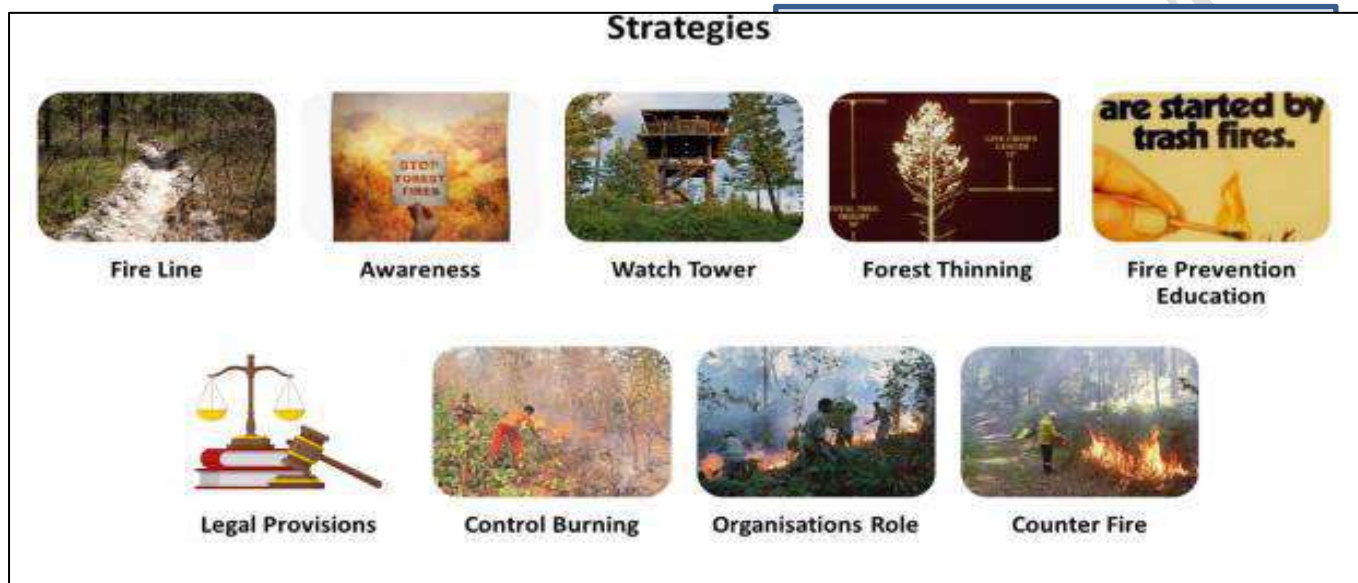 Strategies
STOP
FOREST
FIRES
are started by
trash fires.
Fire Line
Awareness
Watch Tower
Forest Thinning
Fire Prevention
Education
Legal Provisions
Control Burning
Organisations Role
Counter Fire